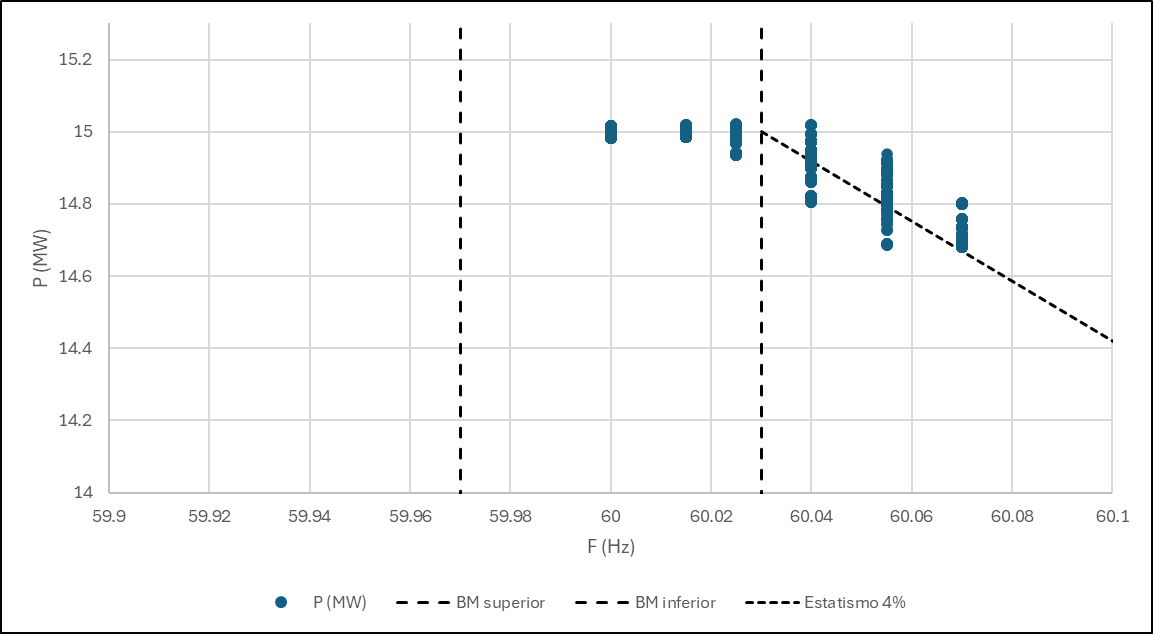 15.2
15
14.8
14.6
14.4
14.2
14
P (MW)
59.9 59.92 59.94 59.96 59.98 60 60.02 60.04 60.06 60.08 60.1
F (Hz)
P (MW) BM superior BM inferior Estatismo 4%